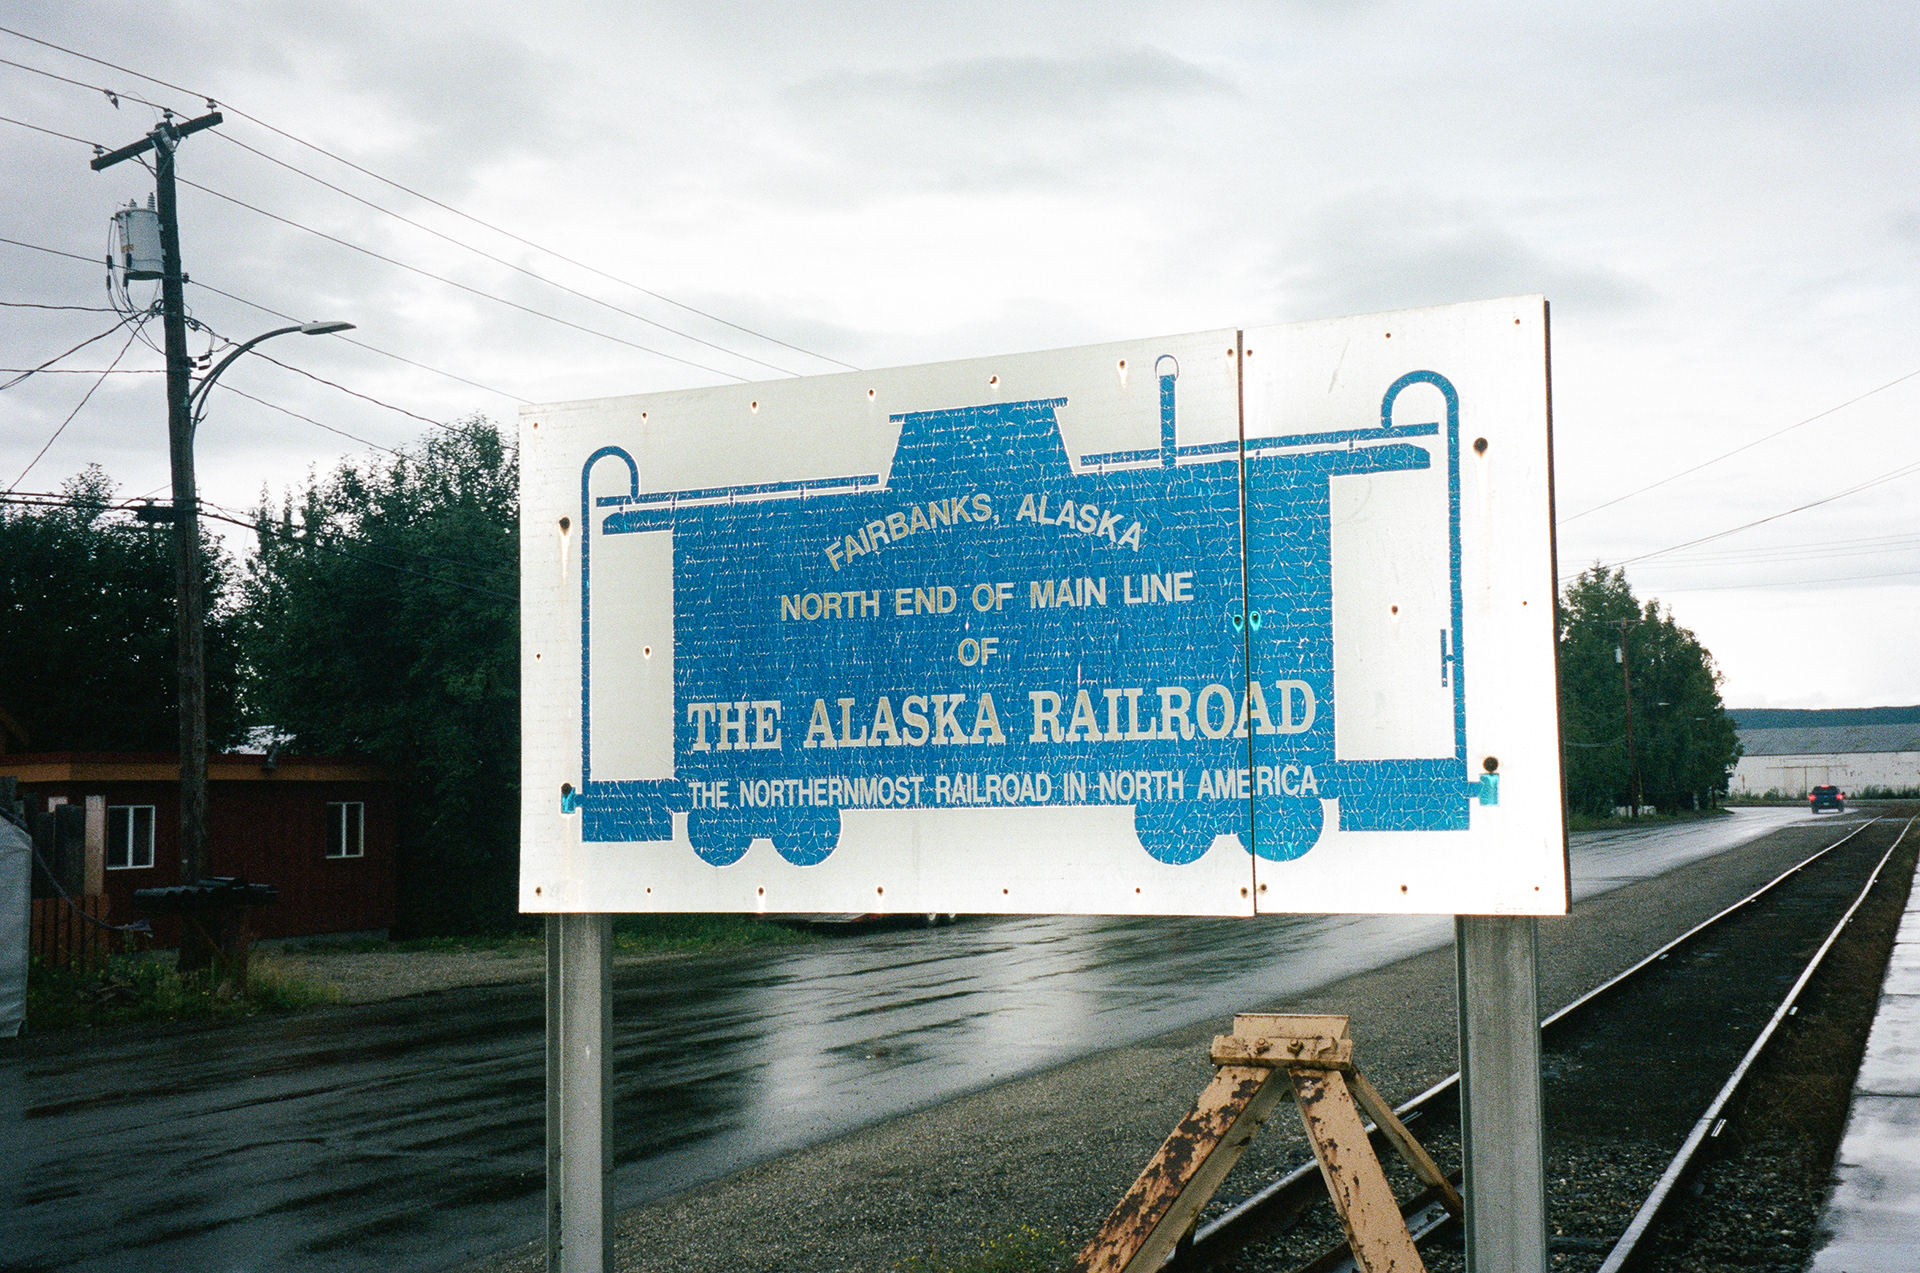 FAIRBANKS, ALASKA
NORTH END OF MAIN LINE
OF
THE ALASKA RAILROAD
THE NORTHERNMOST RAILROAD IN NORTH AMERICA